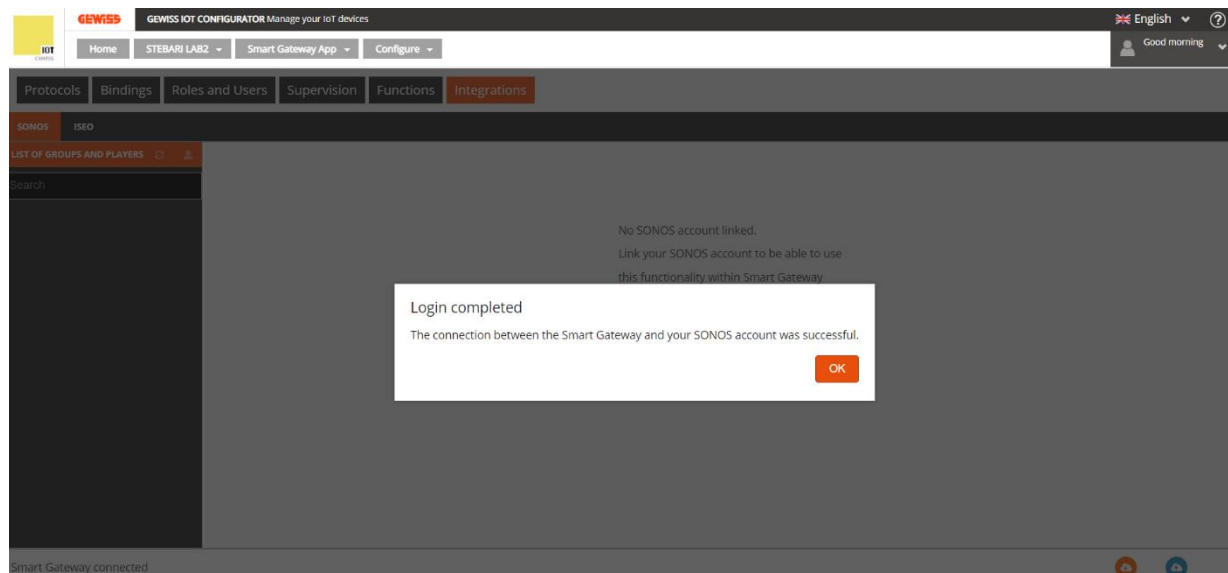 GEWISS GEWISS IOT CONFIGURATOR Manage your IoT devices English ?
IOT
Home STEBARI LAB2 Smart Gateway App Configure Good morning
Protocols Bindings Roles and Users Supervision Functions Integrations
SONOS ISEO
LIST OF GROUPS AND PLAYERS
Search
No SONOS account linked.
Link your SONOS account to be able to use
this functionality within Smart Gateway
Login completed
The connection between the Smart Gateway and your SONOS account was successful.
OK
Smart Gateway connected